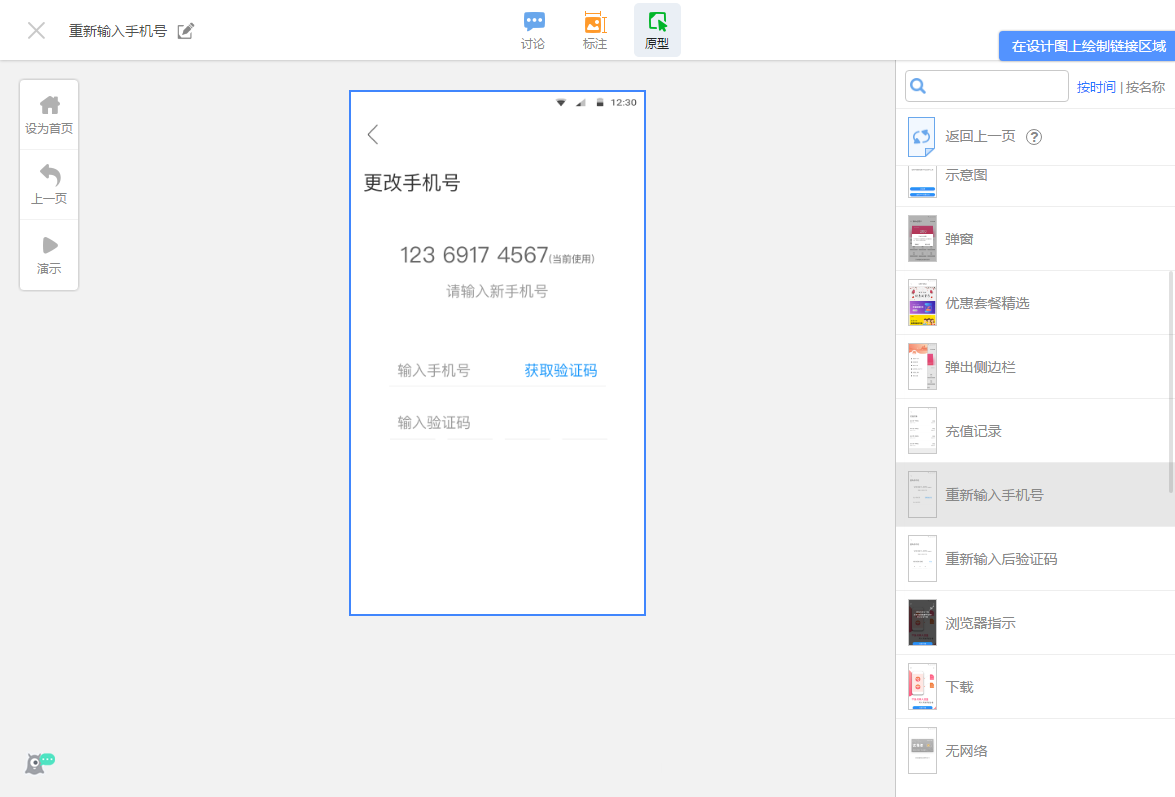 重新输入手机号
讨论
标注
原型
在设计图上绘制链接区域
设为首页
上一页
演示
12:30
更改手机号
123 6917 4567(当前使用)
请输入新手机号
输入手机号 获取验证码
输入验证码
按时间 | 按名称
返回上一页 ?
示意图
弹窗
优惠套餐精选
弹出侧边栏
充值记录
重新输入手机号
重新输入后验证码
浏览器指示
下载
无网络